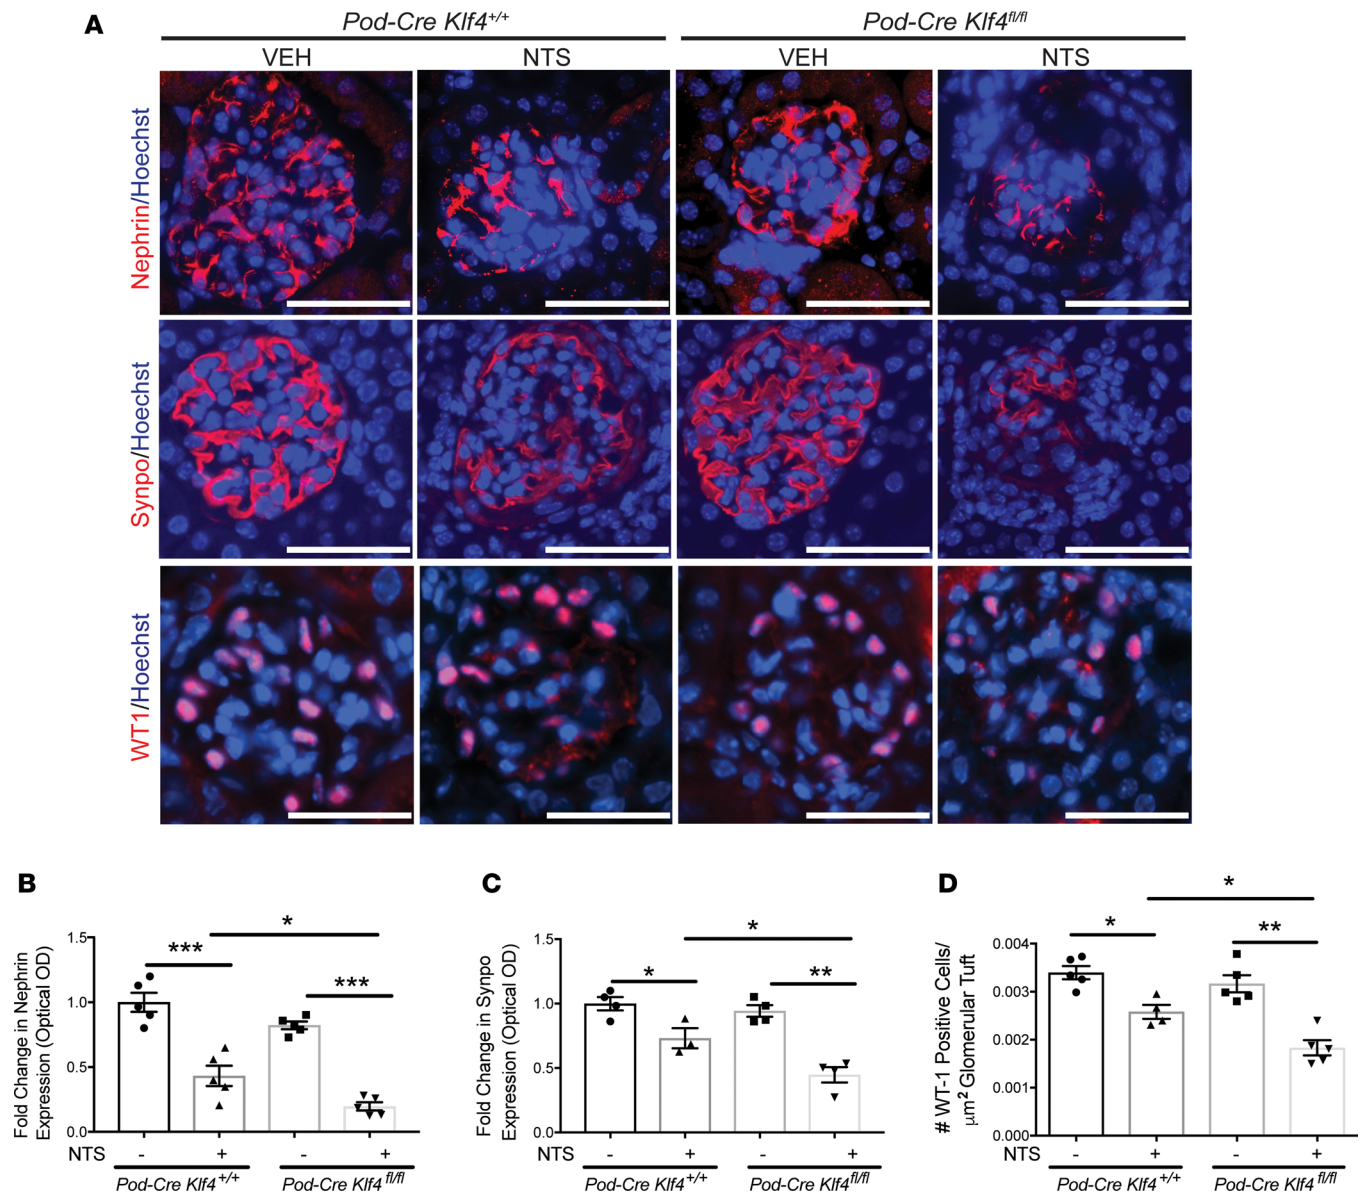 A
Pod-Cre Klf4+/+
Pod-Cre Klf4fl/fl
VEH
NTS
VEH
NTS
Nephrin/Hoechst
Synpo/Hoechst
WT1/Hoechst
B
Fold Change in Nephrin
Expression (Optical OD)
1.5
1.0
0.5
0.0
***
*
***
NTS
-
+
-
+
Pod-Cre Klf4+/+
Pod-Cre Klf4fl/fl
C
Fold Change in Synpo
Expression (Optical OD)
1.5
1.0
0.5
0.0
*
*
**
NTS
-
+
-
+
Pod-Cre Klf4+/+
Pod-Cre Klf4fl/fl
D
# WT-1 Positive Cells/
μm2 Glomerular Tuft
0.004
0.003
0.002
0.001
0.000
*
*
**
NTS
-
+
-
+
Pod-Cre Klf4+/+
Pod-Cre Klf4fl/fl